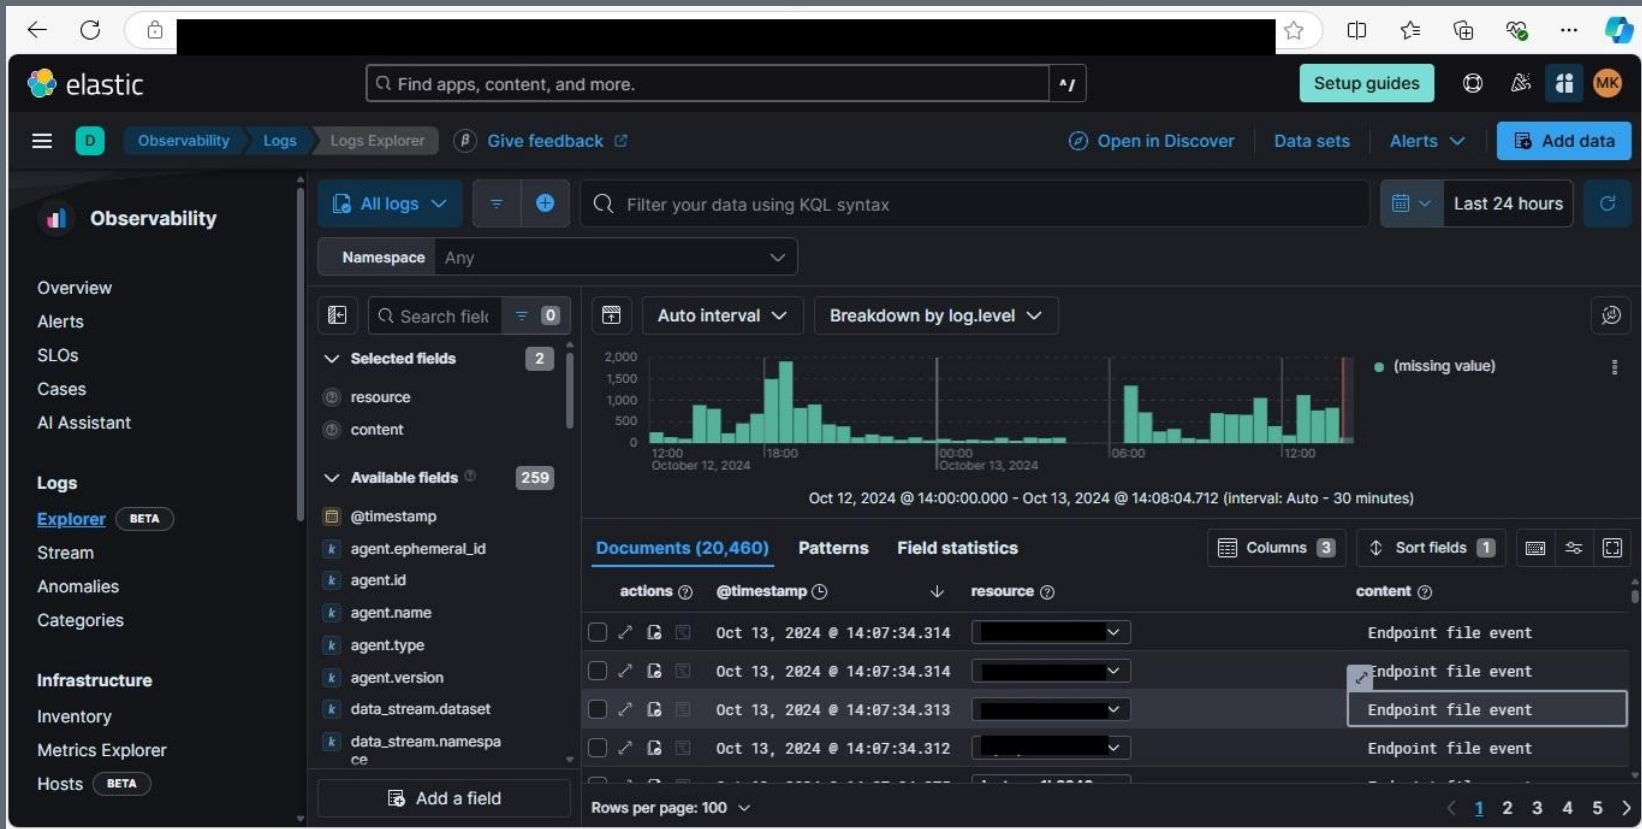 elastic
Find apps, content, and more.
^/
Setup guides
MK
D
Observability
Logs
Logs Explorer
β
Give feedback
Open in Discover
Data sets
Alerts
Add data
Observability
Overview
Alerts
SLOs
Cases
AI Assistant
Logs
Explorer BETA
Stream
Anomalies
Categories
Infrastructure
Inventory
Metrics Explorer
Hosts BETA
All logs
Filter your data using KQL syntax
Last 24 hours
Namespace Any
Search fielc
0
Selected fields 2
resource
content
Available fields 259
@timestamp
k agent.ephemeral_id
k agent.id
k agent.name
k agent.type
k agent.version
k data_stream.dataset
k data_stream.namespa
ce
Add a field
Auto interval
Breakdown by log.level
2,000
1,500
1,000
500
0
12:00
October 12, 2024
18:00
00:00
October 13, 2024
06:00
12:00
(missing value)
Oct 12, 2024 @ 14:00:00.000 - Oct 13, 2024 @ 14:08:04.712 (interval: Auto - 30 minutes)
Documents (20,460) Patterns Field statistics
Columns 3
Sort fields 1
actions @timestamp resource content
Oct 13, 2024 @ 14:07:34.314 Endpoint file event
Oct 13, 2024 @ 14:07:34.314 Endpoint file event
Oct 13, 2024 @ 14:07:34.313 Endpoint file event
Oct 13, 2024 @ 14:07:34.312 Endpoint file event
Rows per page: 100
1 2 3 4 5